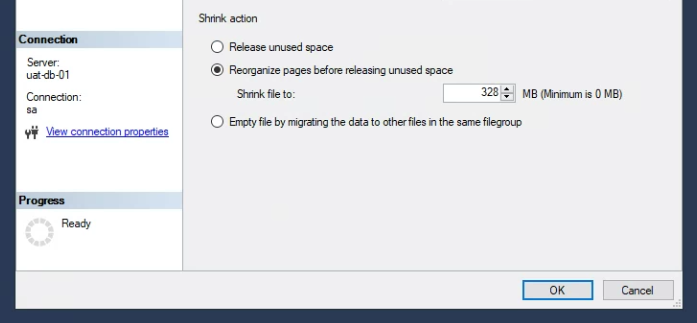 Shrink action
Connection
Release unused space
Server:
uat-db-01
Reorganize pages before releasing unused space
Connection:
sa
Shrink file to: 328 MB (Minimum is 0 MB)
Empty file by migrating the data to other files in the same filegroup
View connection properties
Progress
Ready
OK Cancel